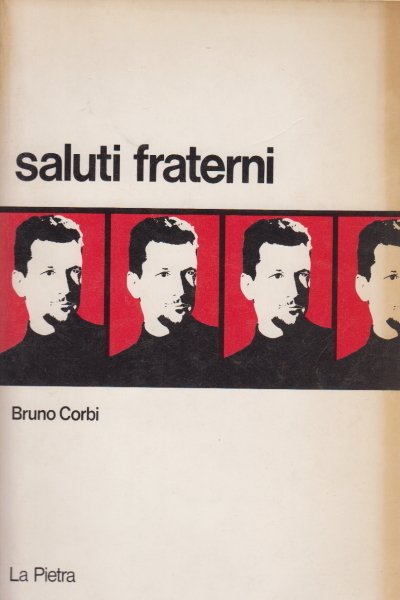 saluti fraterni
Bruno Corbi
La Pietra